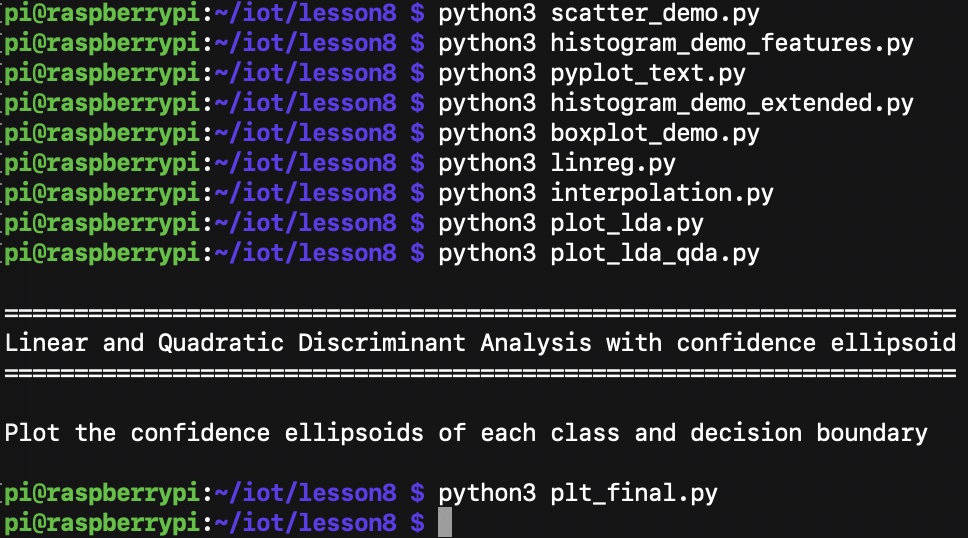 pi@raspberrypi:~/iot/lesson8 $ python3 scatter_demo.py
pi@raspberrypi:~/iot/lesson8 $ python3 histogram_demo_features.py
pi@raspberrypi:~/iot/lesson8 $ python3 pyplot_text.py
pi@raspberrypi:~/iot/lesson8 $ python3 histogram_demo_extended.py
pi@raspberrypi:~/iot/lesson8 $ python3 boxplot_demo.py
pi@raspberrypi:~/iot/lesson8 $ python3 linreg.py
pi@raspberrypi:~/iot/lesson8 $ python3 interpolation.py
pi@raspberrypi:~/iot/lesson8 $ python3 plot_lda.py
pi@raspberrypi:~/iot/lesson8 $ python3 plot_lda_qda.py
====================================================================
Linear and Quadratic Discriminant Analysis with confidence ellipsoid
====================================================================
Plot the confidence ellipsoids of each class and decision boundary
pi@raspberrypi:~/iot/lesson8 $ python3 plt_final.py
pi@raspberrypi:~/iot/lesson8 $